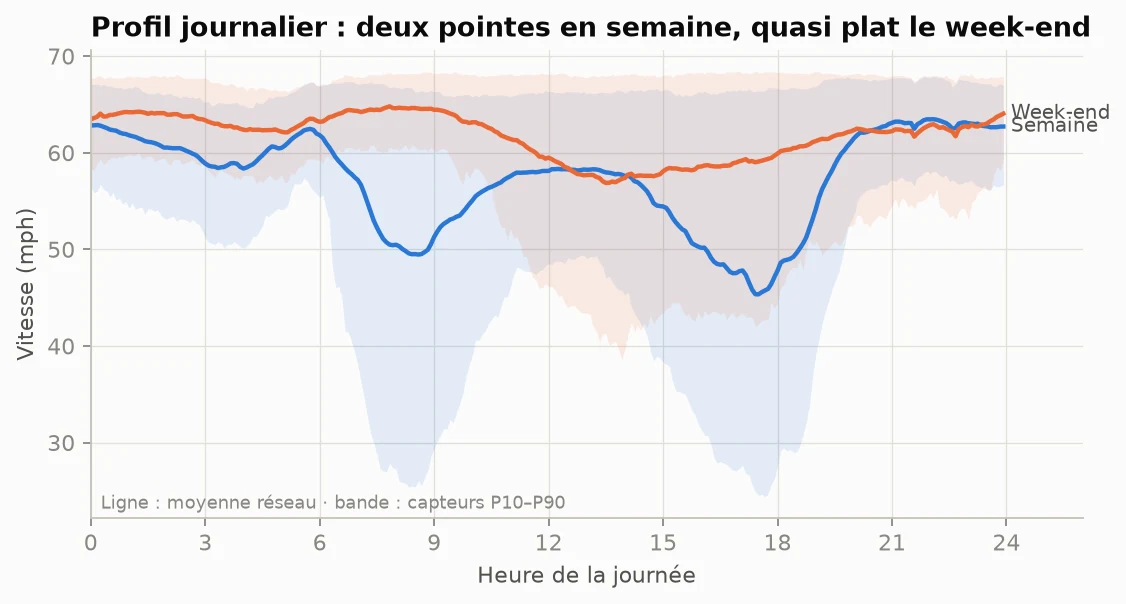 Profil journalier : deux pointes en semaine, quasi plat le week-end
70
60
50
40
30
Vitesse (mph)
Week-end
Semaine
Ligne : moyenne réseau · bande : capteurs P10–P90
0 3 6 9 12 15 18 21 24
Heure de la journée